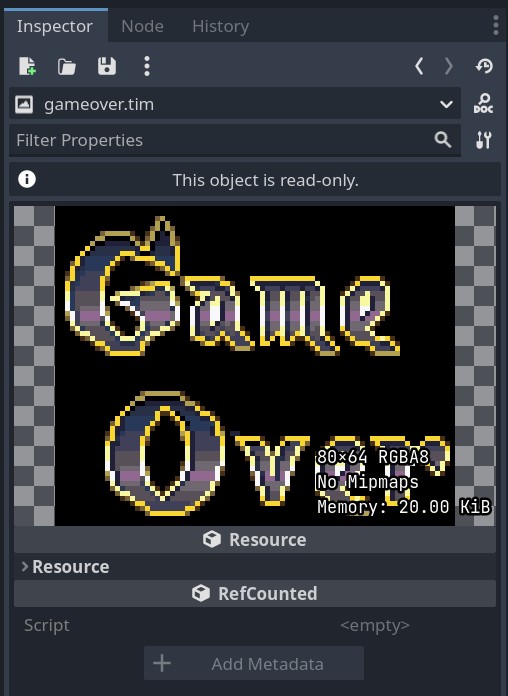 Inspector Node History
gameover.tim
DOC
Filter Properties
This object is read-only.
Game
Over
80×64 RGBA8
No Mipmaps
Memory: 20.00 KiB
Resource
Resource
RefCounted
Script <empty>
Add Metadata